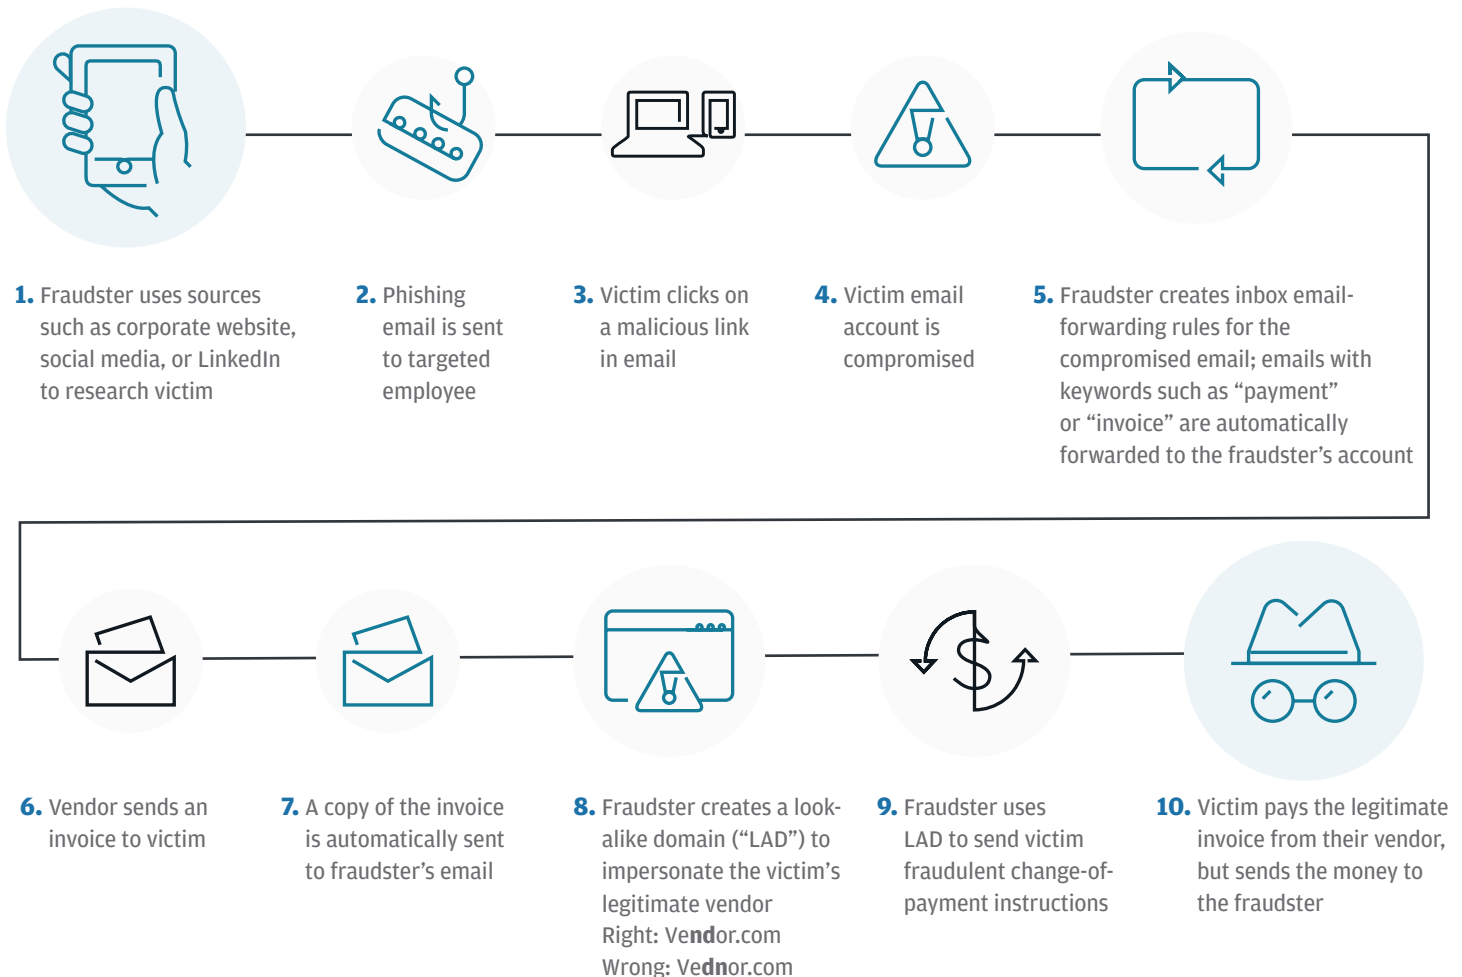 1. Fraudster uses sources
such as corporate website,
social media, or LinkedIn
to research victim
2. Phishing
email is sent
to targeted
employee
3. Victim clicks on
a malicious link
in email
4. Victim email
account is
compromised
5. Fraudster creates inbox email-
forwarding rules for the
compromised email; emails with
keywords such as “payment”
or “invoice” are automatically
forwarded to the fraudster’s account
6. Vendor sends an
invoice to victim
7. A copy of the invoice
is automatically sent
to fraudster’s email
8. Fraudster creates a look-
alike domain (“LAD”) to
impersonate the victim’s
legitimate vendor
Right: Vendor.com
Wrong: Vednor.com
9. Fraudster uses
LAD to send victim
fraudulent change-of-
payment instructions
10. Victim pays the legitimate
invoice from their vendor,
but sends the money to
the fraudster